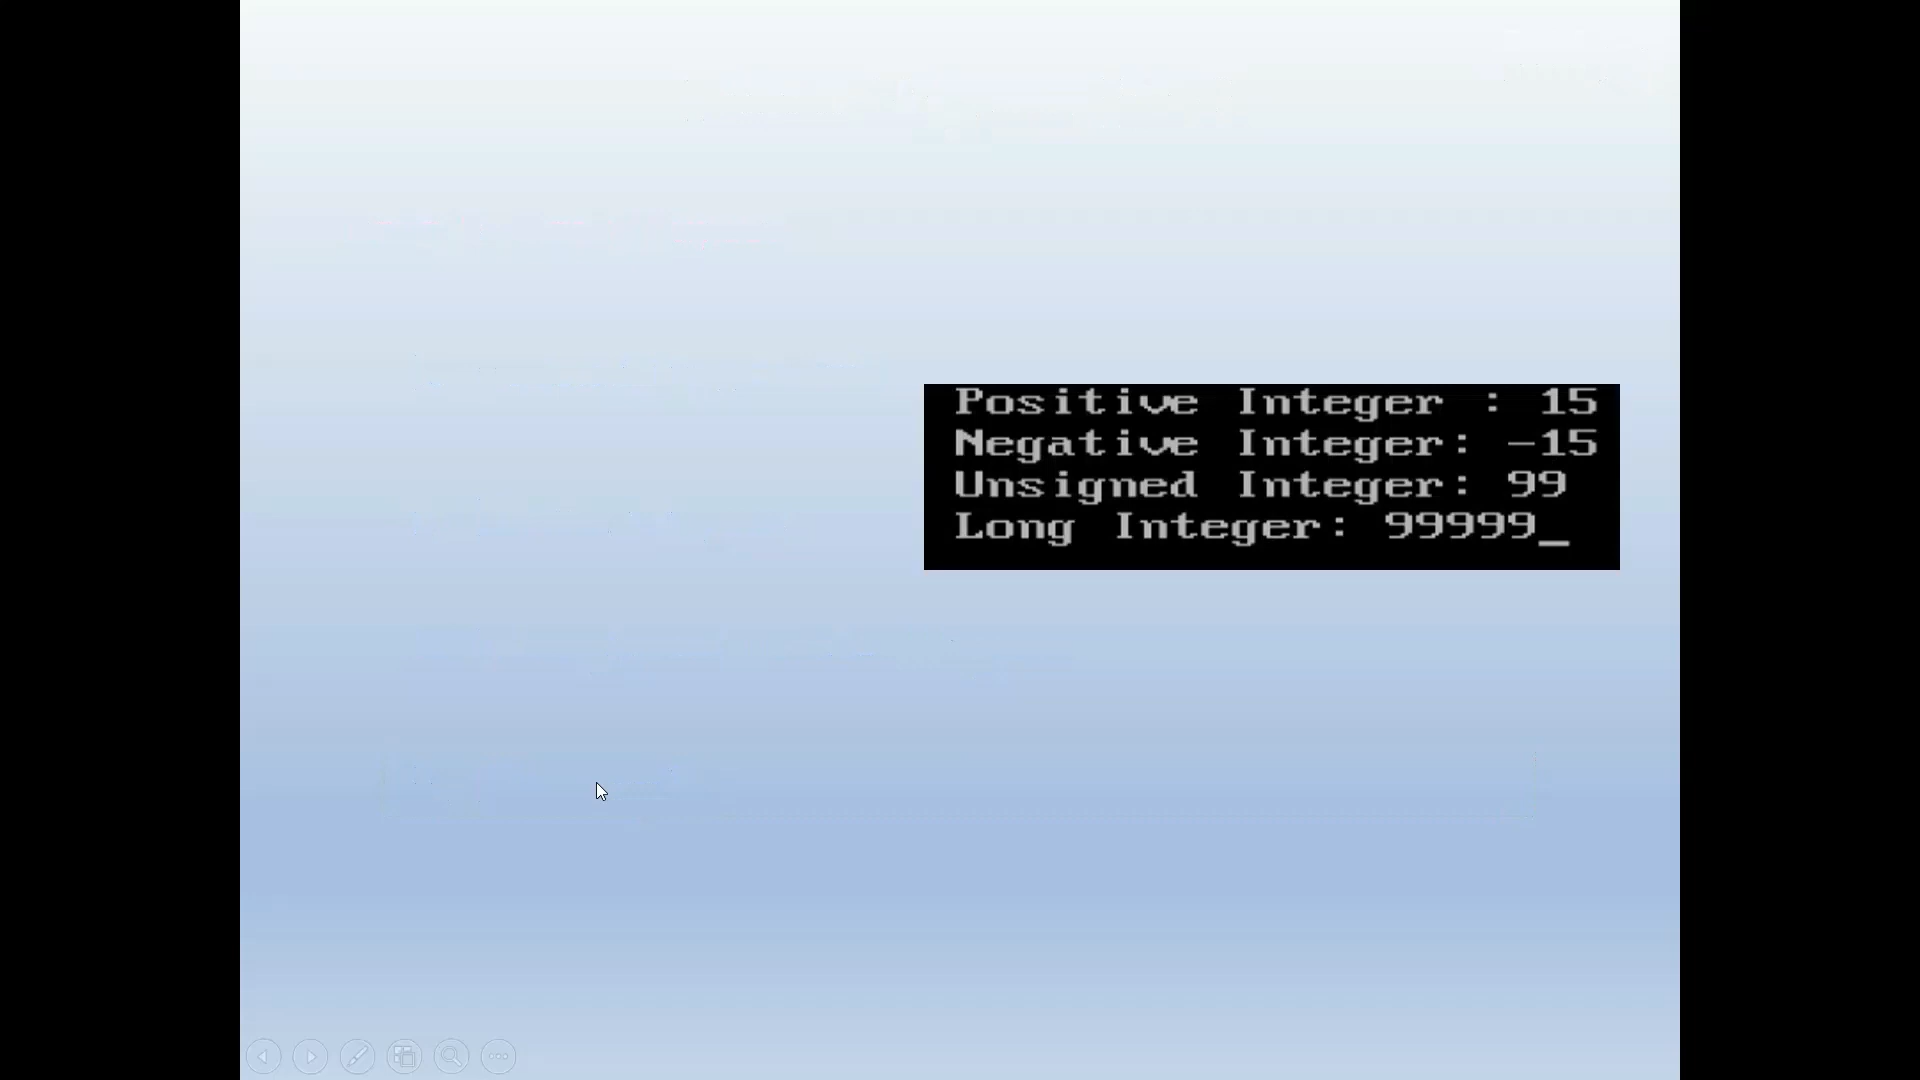 Positive Integer : 15
Negative Integer: -15
Unsigned Integer: 99
Long Integer: 99999_